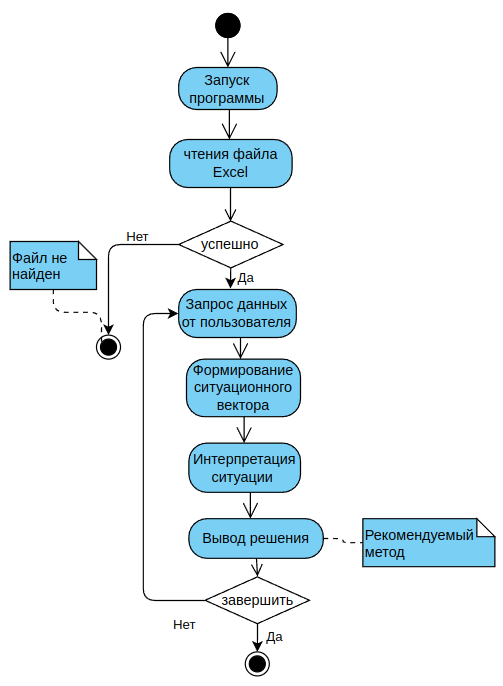 Запуск
программы
чтения файла
Excel
Нет
успешно
Файл не
найден
Да
Запрос данных
от пользователя
Формирование
ситуационного
вектора
Интерпретация
ситуации
Вывод решения
Рекомендуемый
метод
завершить
Нет
Да